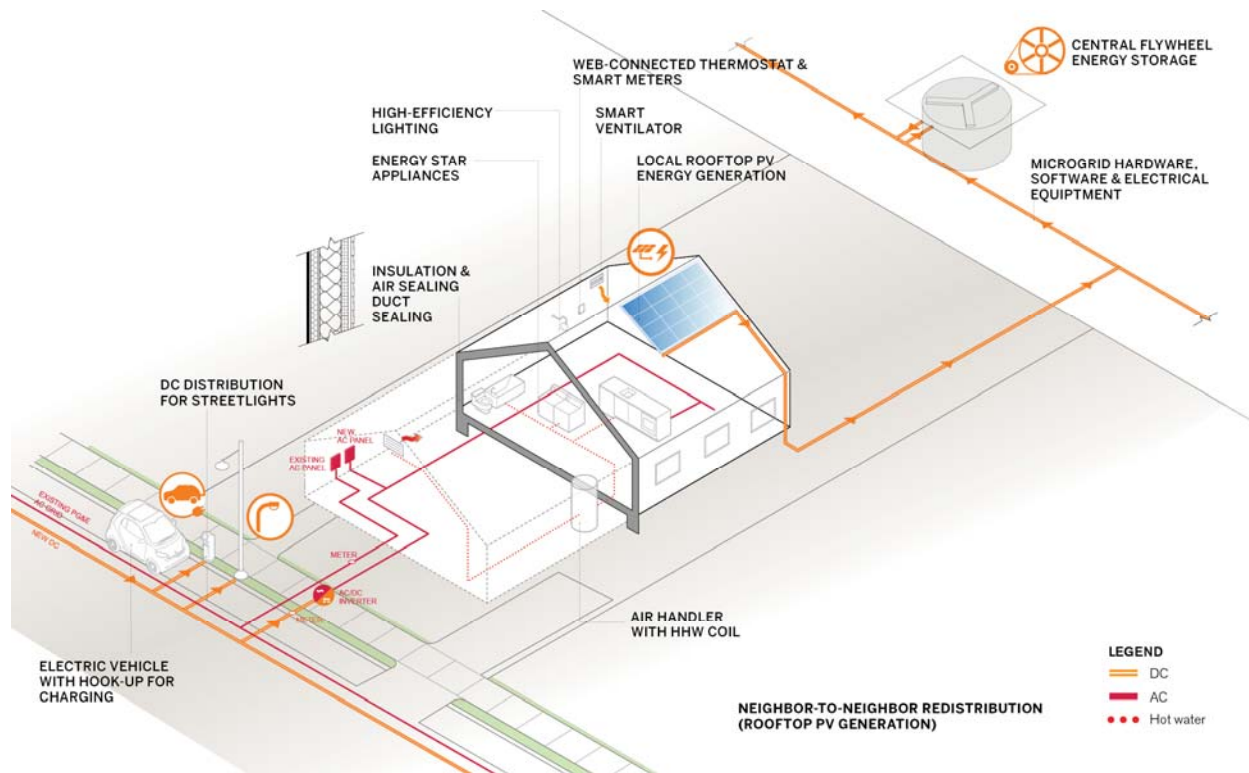 CENTRAL FLYWHEEL
ENERGY STORAGE
WEB-CONNECTED THERMOSTAT &
SMART METERS
HIGH-EFFICIENCY
LIGHTING
SMART
VENTILATOR
ENERGY STAR
APPLIANCES
LOCAL ROOFTOP PV
ENERGY GENERATION
MICROGRID HARDWARE,
SOFTWARE & ELECTRICAL
EQUIPTMENT
INSULATION &
AIR SEALING
DUCT
SEALING
DC DISTRIBUTION
FOR STREETLIGHTS
NEW
AC PANEL
EXISTING
AC PANEL
EXISTING PG&E
AC GRID
NEW DC
METER
AC/DC
INVERTER
METER
AIR HANDLER
WITH HHW COIL
ELECTRIC VEHICLE
WITH HOOK-UP FOR
CHARGING
NEIGHBOR-TO-NEIGHBOR REDISTRIBUTION
(ROOFTOP PV GENERATION)
LEGEND
DC
AC
Hot water